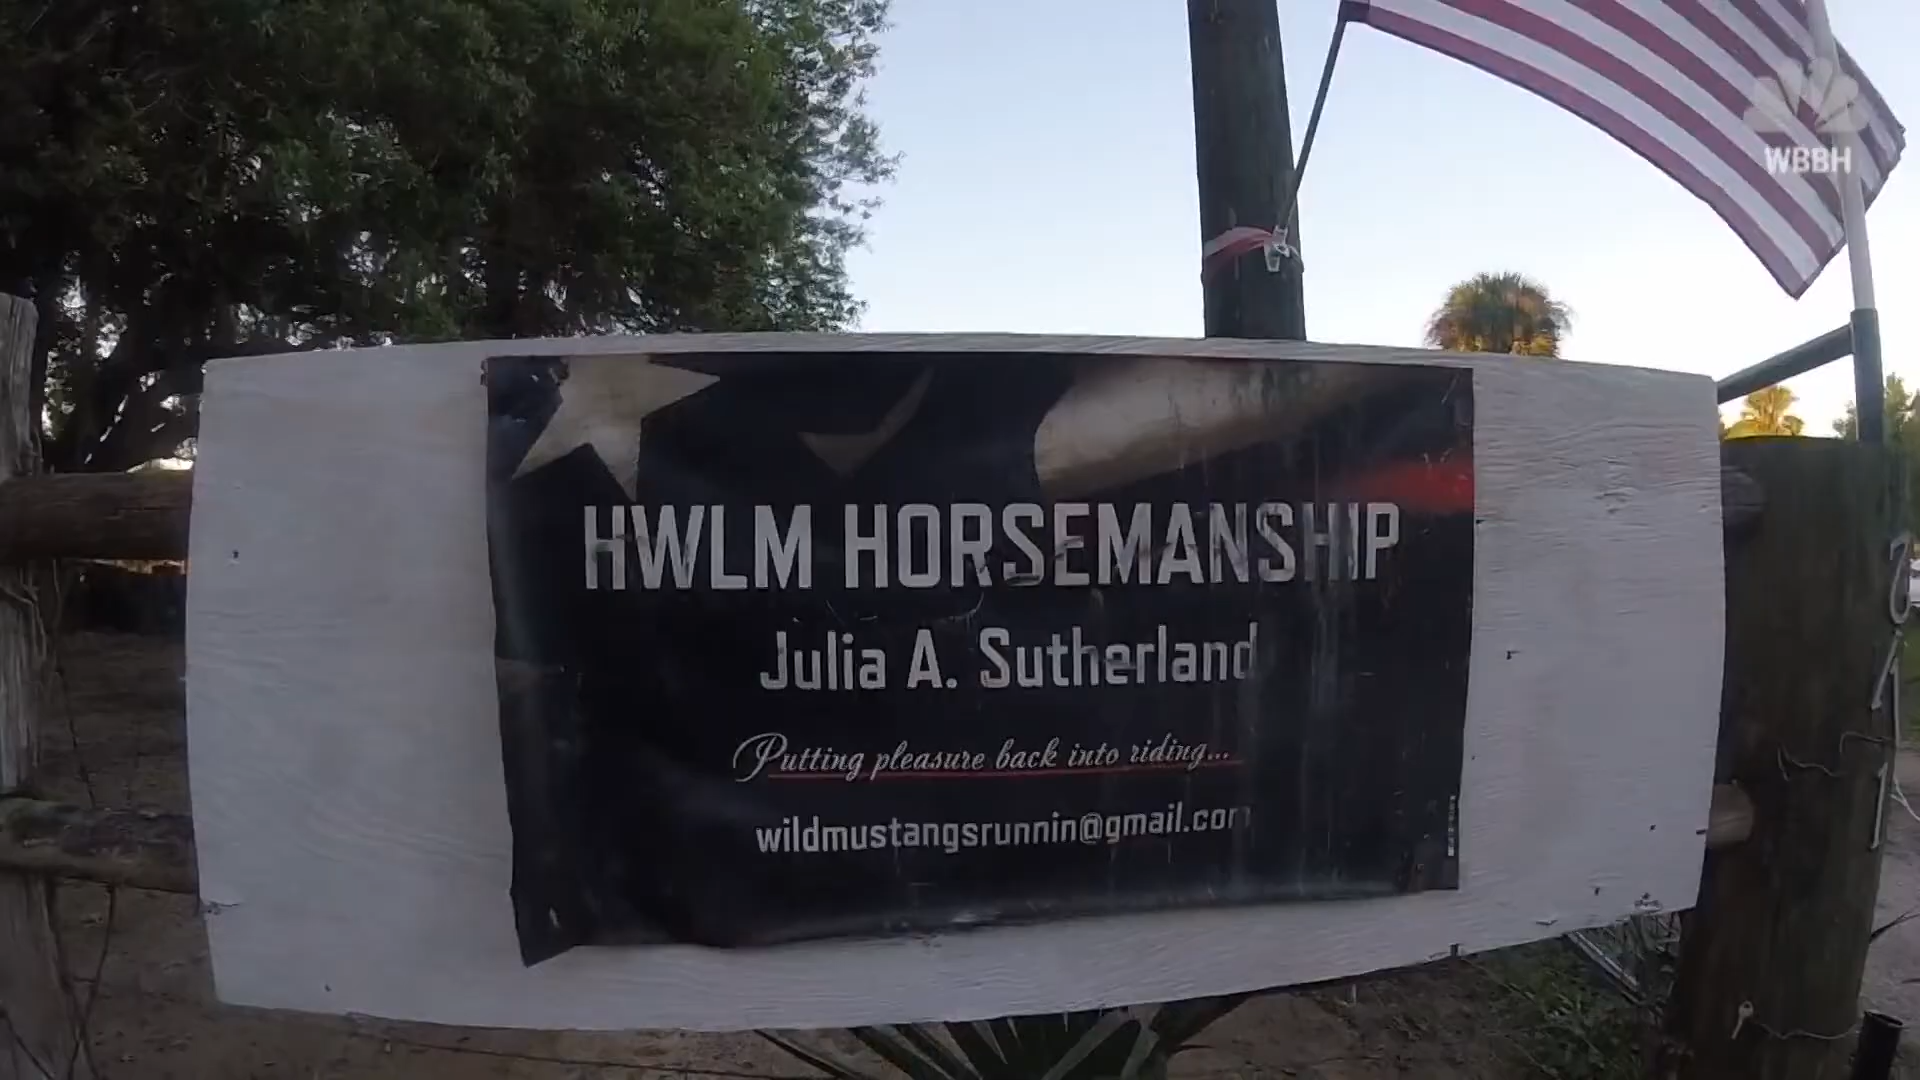 WBBH
HWLM HORSEMANSHIP
Julia A. Sutherland
Putting pleasure back into riding...
wildmustangsrunnin@gmail.com